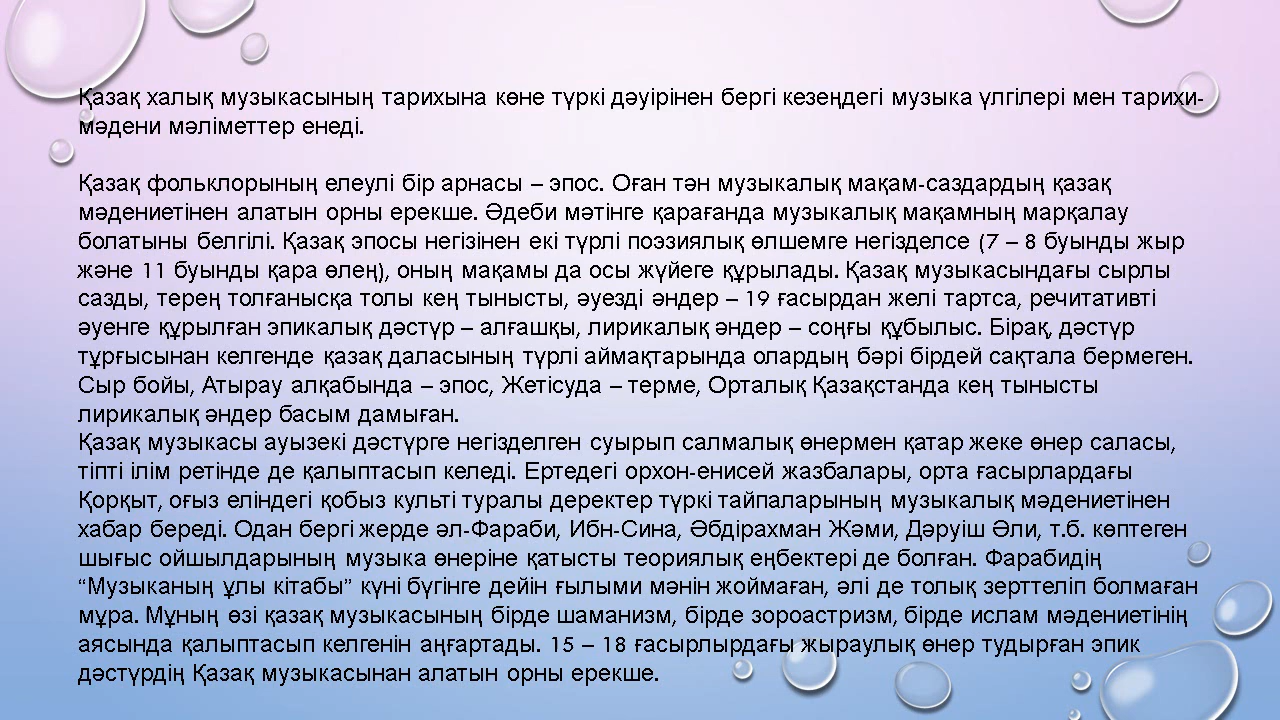 Қазақ халық музыкасының тарихына көне түркі дәуірінен бергі кезеңдегі музыка үлгілері мен тарихи-
мәдени мәліметтер енеді.
Қазақ фольклорының елеулі бір арнасы – эпос. Оған тән музыкалық мақам-саздардың қазақ
мәдениетінен алатын орны ерекше. Әдеби мәтінге қарағанда музыкалық мақамның марқалау
болатыны белгілі. Қазақ эпосы негізінен екі түрлі поэзиялық өлшемге негізделсе (7 – 8 буынды жыр
және 11 буынды қара өлең), оның мақамы да осы жүйеге құрылады. Қазақ музыкасындағы сырлы
сазды, терең толғанысқа толы кең тынысты, әуезді әндер – 19 ғасырдан желі тартса, речитативті
әуенге құрылған эпикалық дәстүр – алғашқы, лирикалық әндер – соңғы құбылыс. Бірақ, дәстүр
тұрғысынан келгенде қазақ даласының түрлі аймақтарында олардың бәрі бірдей сақтала бермеген.
Сыр бойы, Атырау алқабында – эпос, Жетісуда – терме, Орталық Қазақстанда кең тынысты
лирикалық әндер басым дамыған.
Қазақ музыкасы ауызекі дәстүрге негізделген суырып салмалық өнермен қатар жеке өнер саласы,
тіпті ілім ретінде де қалыптасып келеді. Ертедегі орхон-енисей жазбалары, орта ғасырлардағы
Қорқыт, оғыз еліндегі қобыз культі туралы деректер түркі тайпаларының музыкалық мәдениетінен
хабар береді. Одан бергі жерде әл-Фараби, Ибн-Сина, Әбдірахман Жәми, Дәруіш Әли, т.б. көптеген
шығыс ойшылдарының музыка өнеріне қатысты теориялық еңбектері де болған. Фарабидің
“Музыканың ұлы кітабы” күні бүгінге дейін ғылыми мәнін жоймаған, әлі де толық зерттеліп болмаған
мұра. Мұның өзі қазақ музыкасының бірде шаманизм, бірде зороастризм, бірде ислам мәдениетінің
аясында қалыптасып келгенін аңғартады. 15 – 18 ғасырлырдағы жыраулық өнер тудырған эпик
дәстүрдің Қазақ музыкасынан алатын орны ерекше.